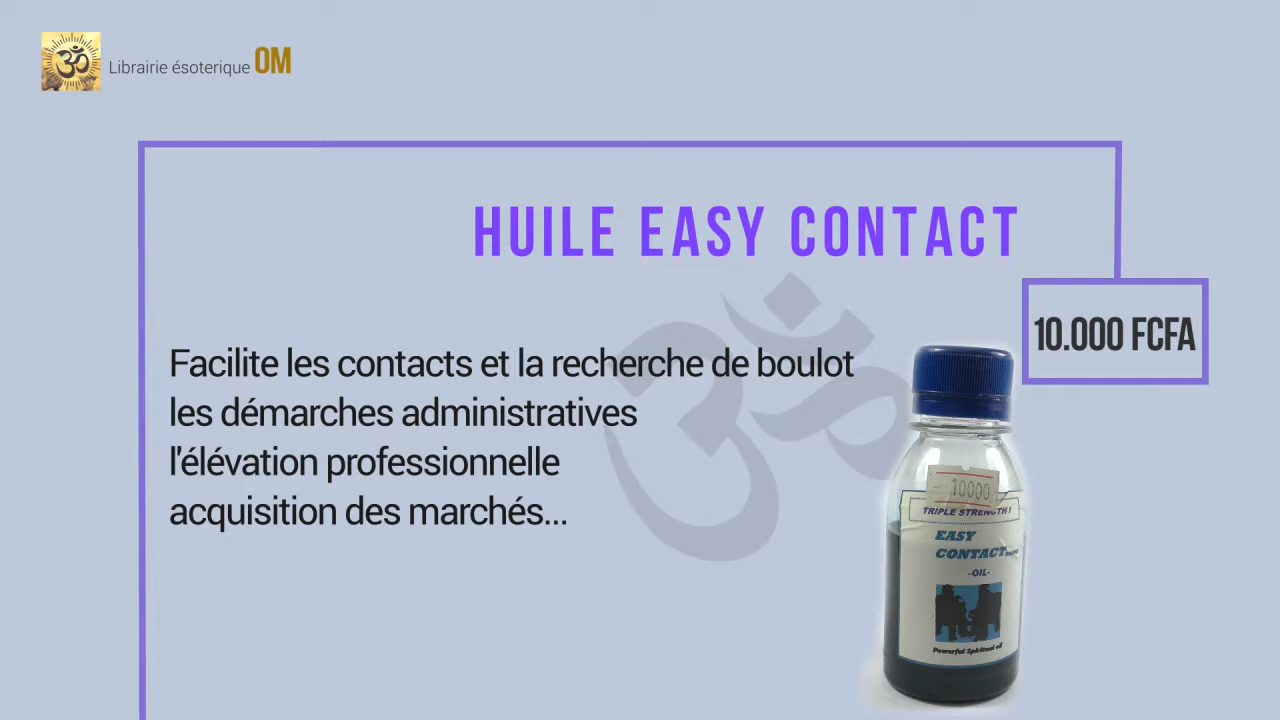 Librairie ésoterique OM
HUILE EASY CONTACT
10.000 FCFA
Facilite les contacts et la recherche de boulot
les démarches administratives
l'élévation professionnelle
acquisition des marchés...
10000
TRIPLE STRENGTH!
EASY
CONTACT
-OIL-
Powerful Spiritual oil